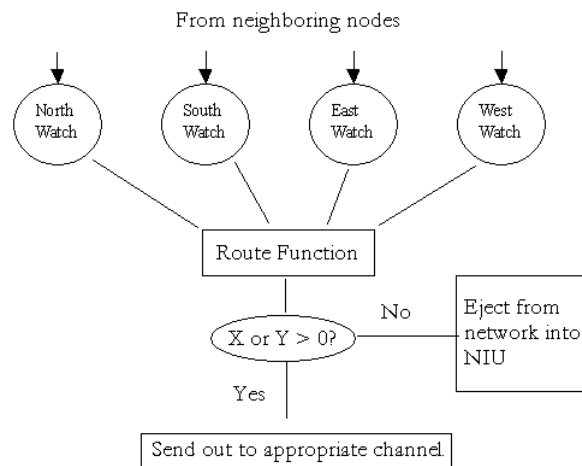 From neighboring nodes
North
Watch
South
Watch
East
Watch
West
Watch
Route Function
X or Y > 0?
No
Eject from
network into
NIU
Yes
Send out to appropriate channel.